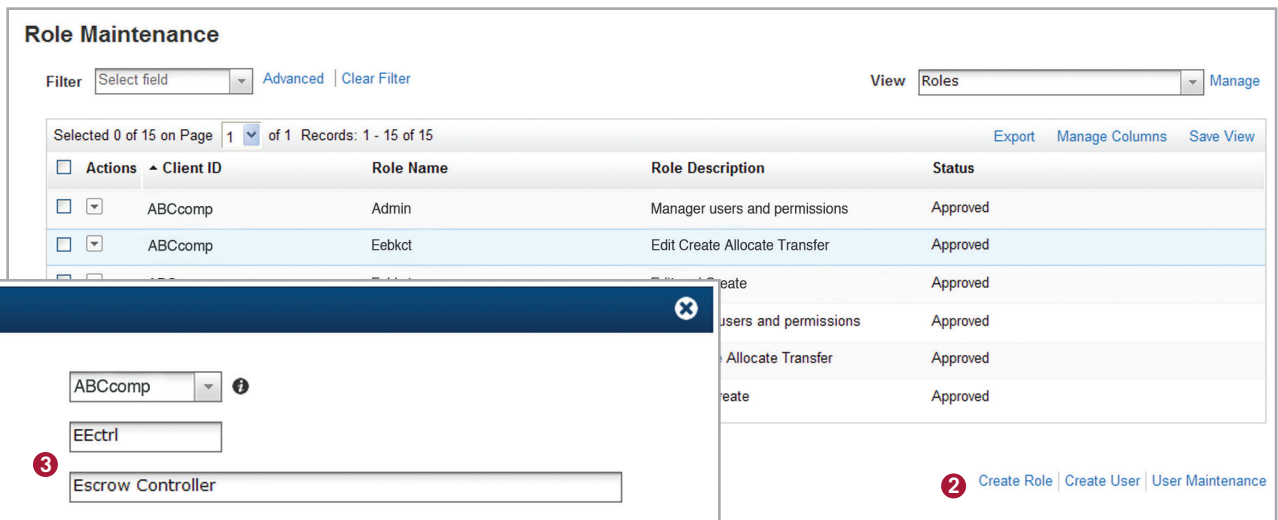 Role Maintenance
Filter Select field Advanced Clear Filter View Roles Manage
Selected 0 of 15 on Page 1 of 1 Records: 1 - 15 of 15 Export Manage Columns Save View
Actions Client ID Role Name Role Description Status
ABCcomp Admin Manager users and permissions Approved
ABCcomp Eebkct Edit Create Allocate Transfer Approved
eate Approved
users and permissions Approved
Allocate Transfer Approved
reate Approved
ABCcomp
EEctrl
3
Escrow Controller
2 Create Role Create User User Maintenance